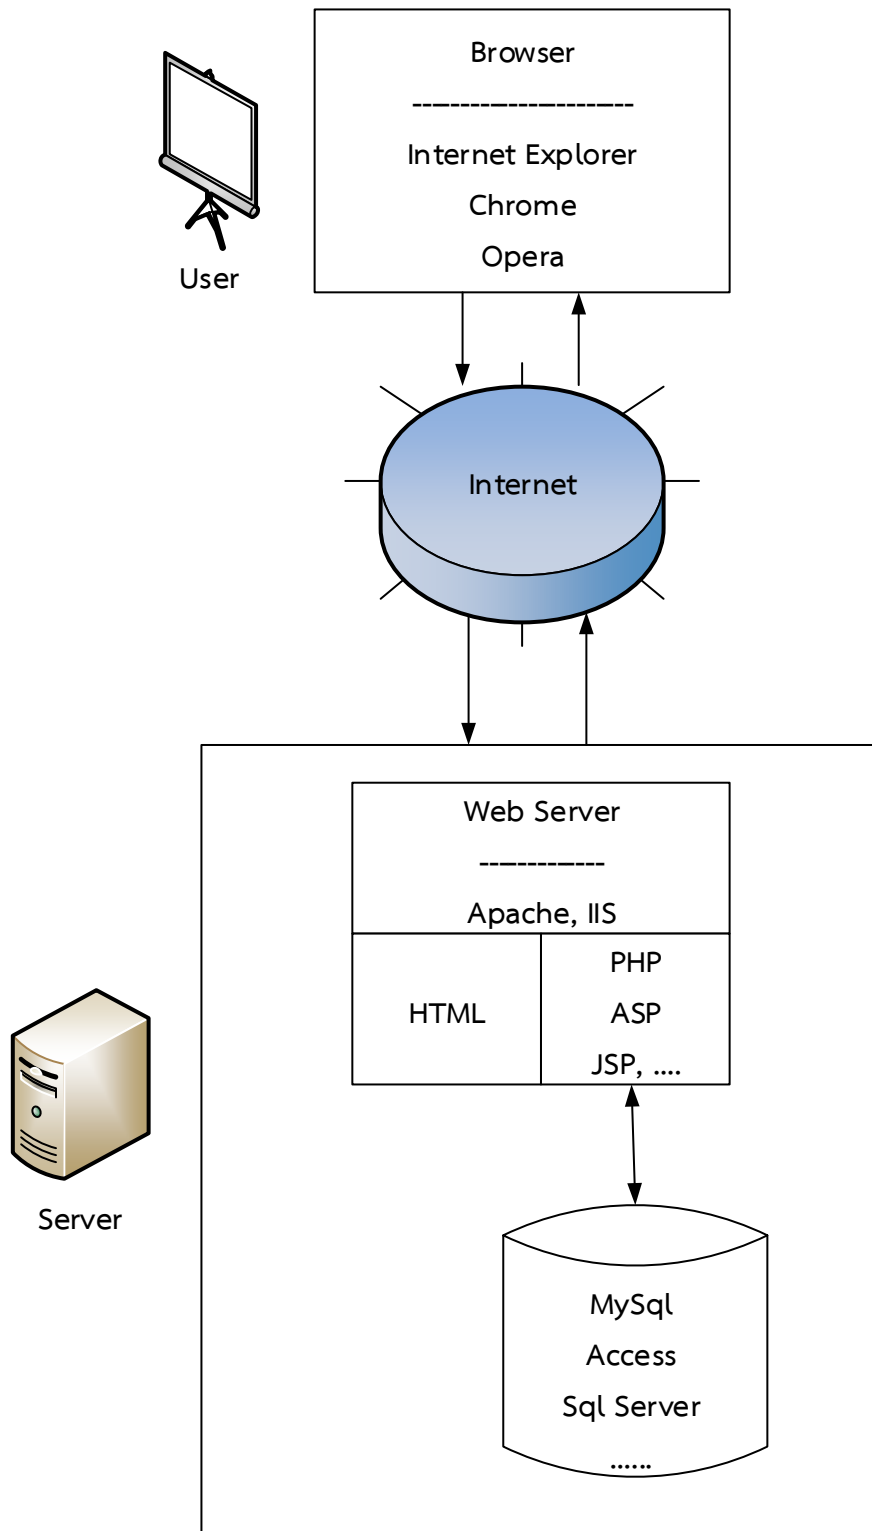 Browser
-----------------------
Internet Explorer
Chrome
Opera
User
Internet
Web Server
-------------
Apache, IIS
HTML
PHP
ASP
JSP, ....
Server
MySql
Access
Sql Server
......